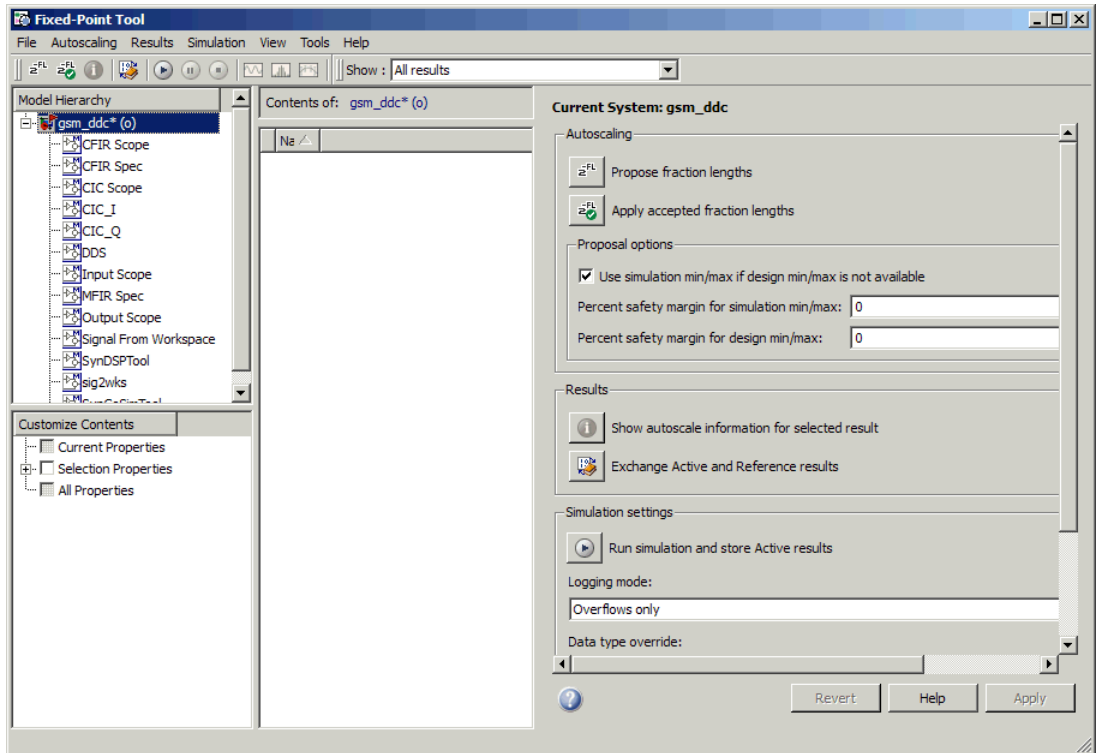 Fixed-Point Tool
File Autoscaling Results Simulation View Tools Help
Show : All results
Model Hierarchy
gsm_ddc* (o)
CFIR Scope
CFIR Spec
CIC Scope
CIC_I
CIC_Q
DDS
Input Scope
MFIR Spec
Output Scope
Signal From Workspace
SynDSPTool
sig2wks
SynCoSimTool
Customize Contents
Current Properties
Selection Properties
All Properties
Contents of: gsm_ddc* (o)
Na
Current System: gsm_ddc
Autoscaling
Propose fraction lengths
Apply accepted fraction lengths
Proposal options
Use simulation min/max if design min/max is not available
Percent safety margin for simulation min/max: 0
Percent safety margin for design min/max: 0
Results
Show autoscale information for selected result
Exchange Active and Reference results
Simulation settings
Run simulation and store Active results
Logging mode:
Overflows only
Data type override:
Revert Help Apply